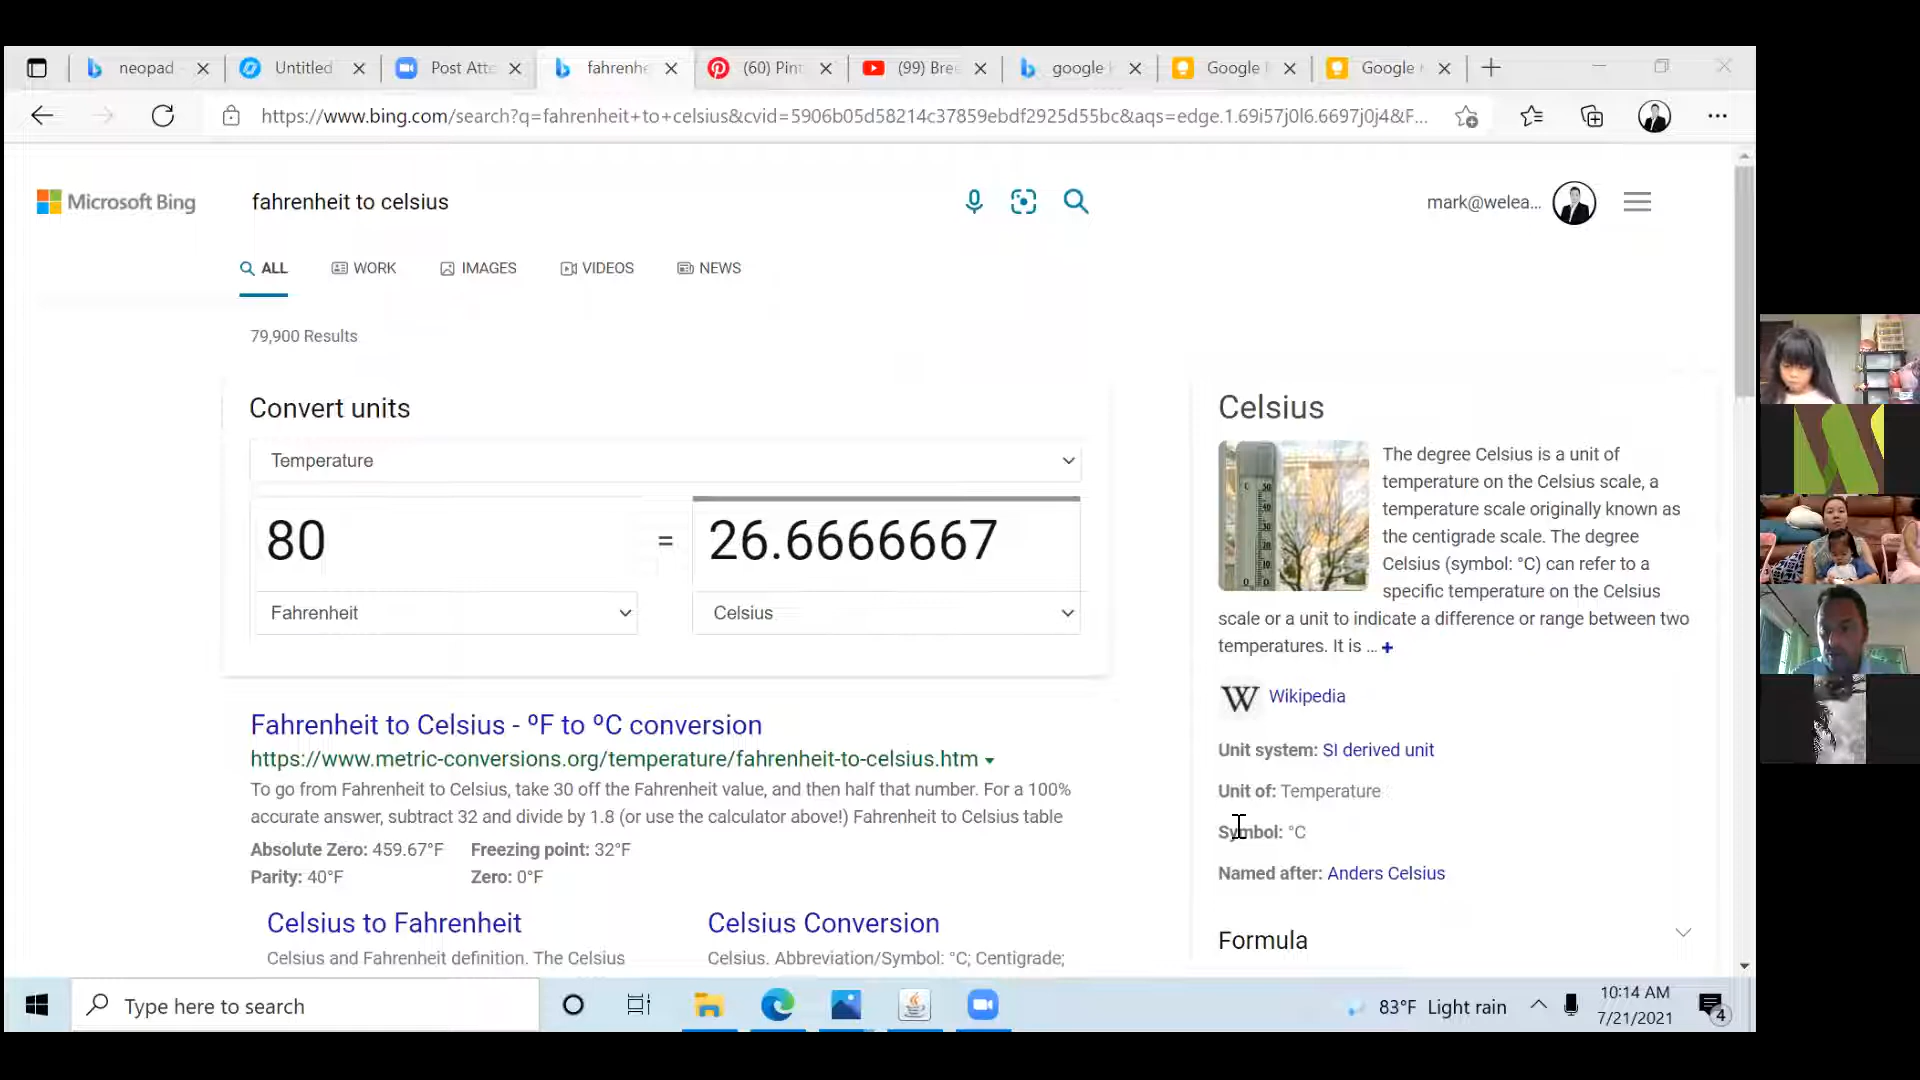 neopad
Untitled
Post Atte
fahrenhe
(60) Pint
(99) Bree
google
Google
Google
https://www.bing.com/search?q=fahrenheit+to+celsius&cvid=5906b05d58214c37859ebdf2925d55bc&aqs=edge.1.69i57j0l6.6697j0j4&F...
Microsoft Bing
fahrenheit to celsius
mark@welea...
ALL
WORK
IMAGES
VIDEOS
NEWS
79,900 Results
Convert units
Temperature
80
=
26.6666667
Fahrenheit
Celsius
Fahrenheit to Celsius - ºF to ºC conversion
https://www.metric-conversions.org/temperature/fahrenheit-to-celsius.htm
To go from Fahrenheit to Celsius, take 30 off the Fahrenheit value, and then half that number. For a 100%
accurate answer, subtract 32 and divide by 1.8 (or use the calculator above!) Fahrenheit to Celsius table
Absolute Zero: 459.67°F
Freezing point: 32°F
Parity: 40°F
Zero: 0°F
Celsius to Fahrenheit
Celsius and Fahrenheit definition. The Celsius
Celsius Conversion
Celsius. Abbreviation/Symbol: °C; Centigrade;
Celsius
The degree Celsius is a unit of
temperature on the Celsius scale, a
temperature scale originally known as
the centigrade scale. The degree
Celsius (symbol: °C) can refer to a
specific temperature on the Celsius
scale or a unit to indicate a difference or range between two
temperatures. It is ... +
W Wikipedia
Unit system: SI derived unit
Unit of: Temperature
Symbol: °C
Named after: Anders Celsius
Formula
Type here to search
83°F Light rain
10:14 AM
7/21/2021
4